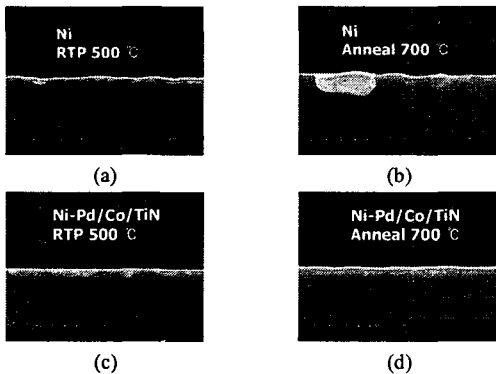 Ni
RTP 500 ℃
(a)
Ni
Anneal 700 ℃
(b)
Ni-Pd/Co/TiN
RTP 500 ℃
(c)
Ni-Pd/Co/TiN
Anneal 700 ℃
(d)